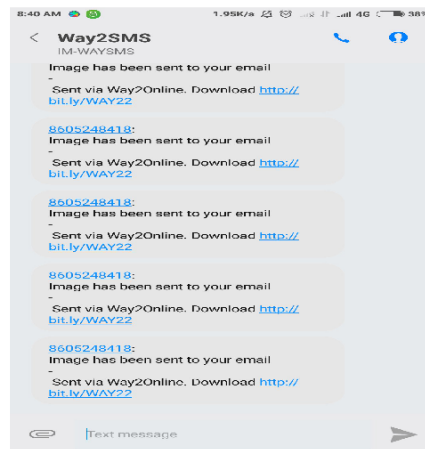 8:40 AM
1.95K/s 4G 38%
Way2SMS
IM-WAYSMS
Image has been sent to your email
-
Sent via Way2Online. Download http://
bit.ly/WAY22
8605248418:
Image has been sent to your email
-
Sent via Way2Online. Download http://
bit.ly/WAY22
8605248418:
Image has been sent to your email
-
Sent via Way2Online. Download http://
bit.ly/WAY22
8605248418:
Image has been sent to your email
-
Sent via Way2Online. Download http://
bit.ly/WAY22
8605248418:
Image has been sent to your email
-
Sent via Way2Online. Download http://
bit.ly/WAY22
Text message